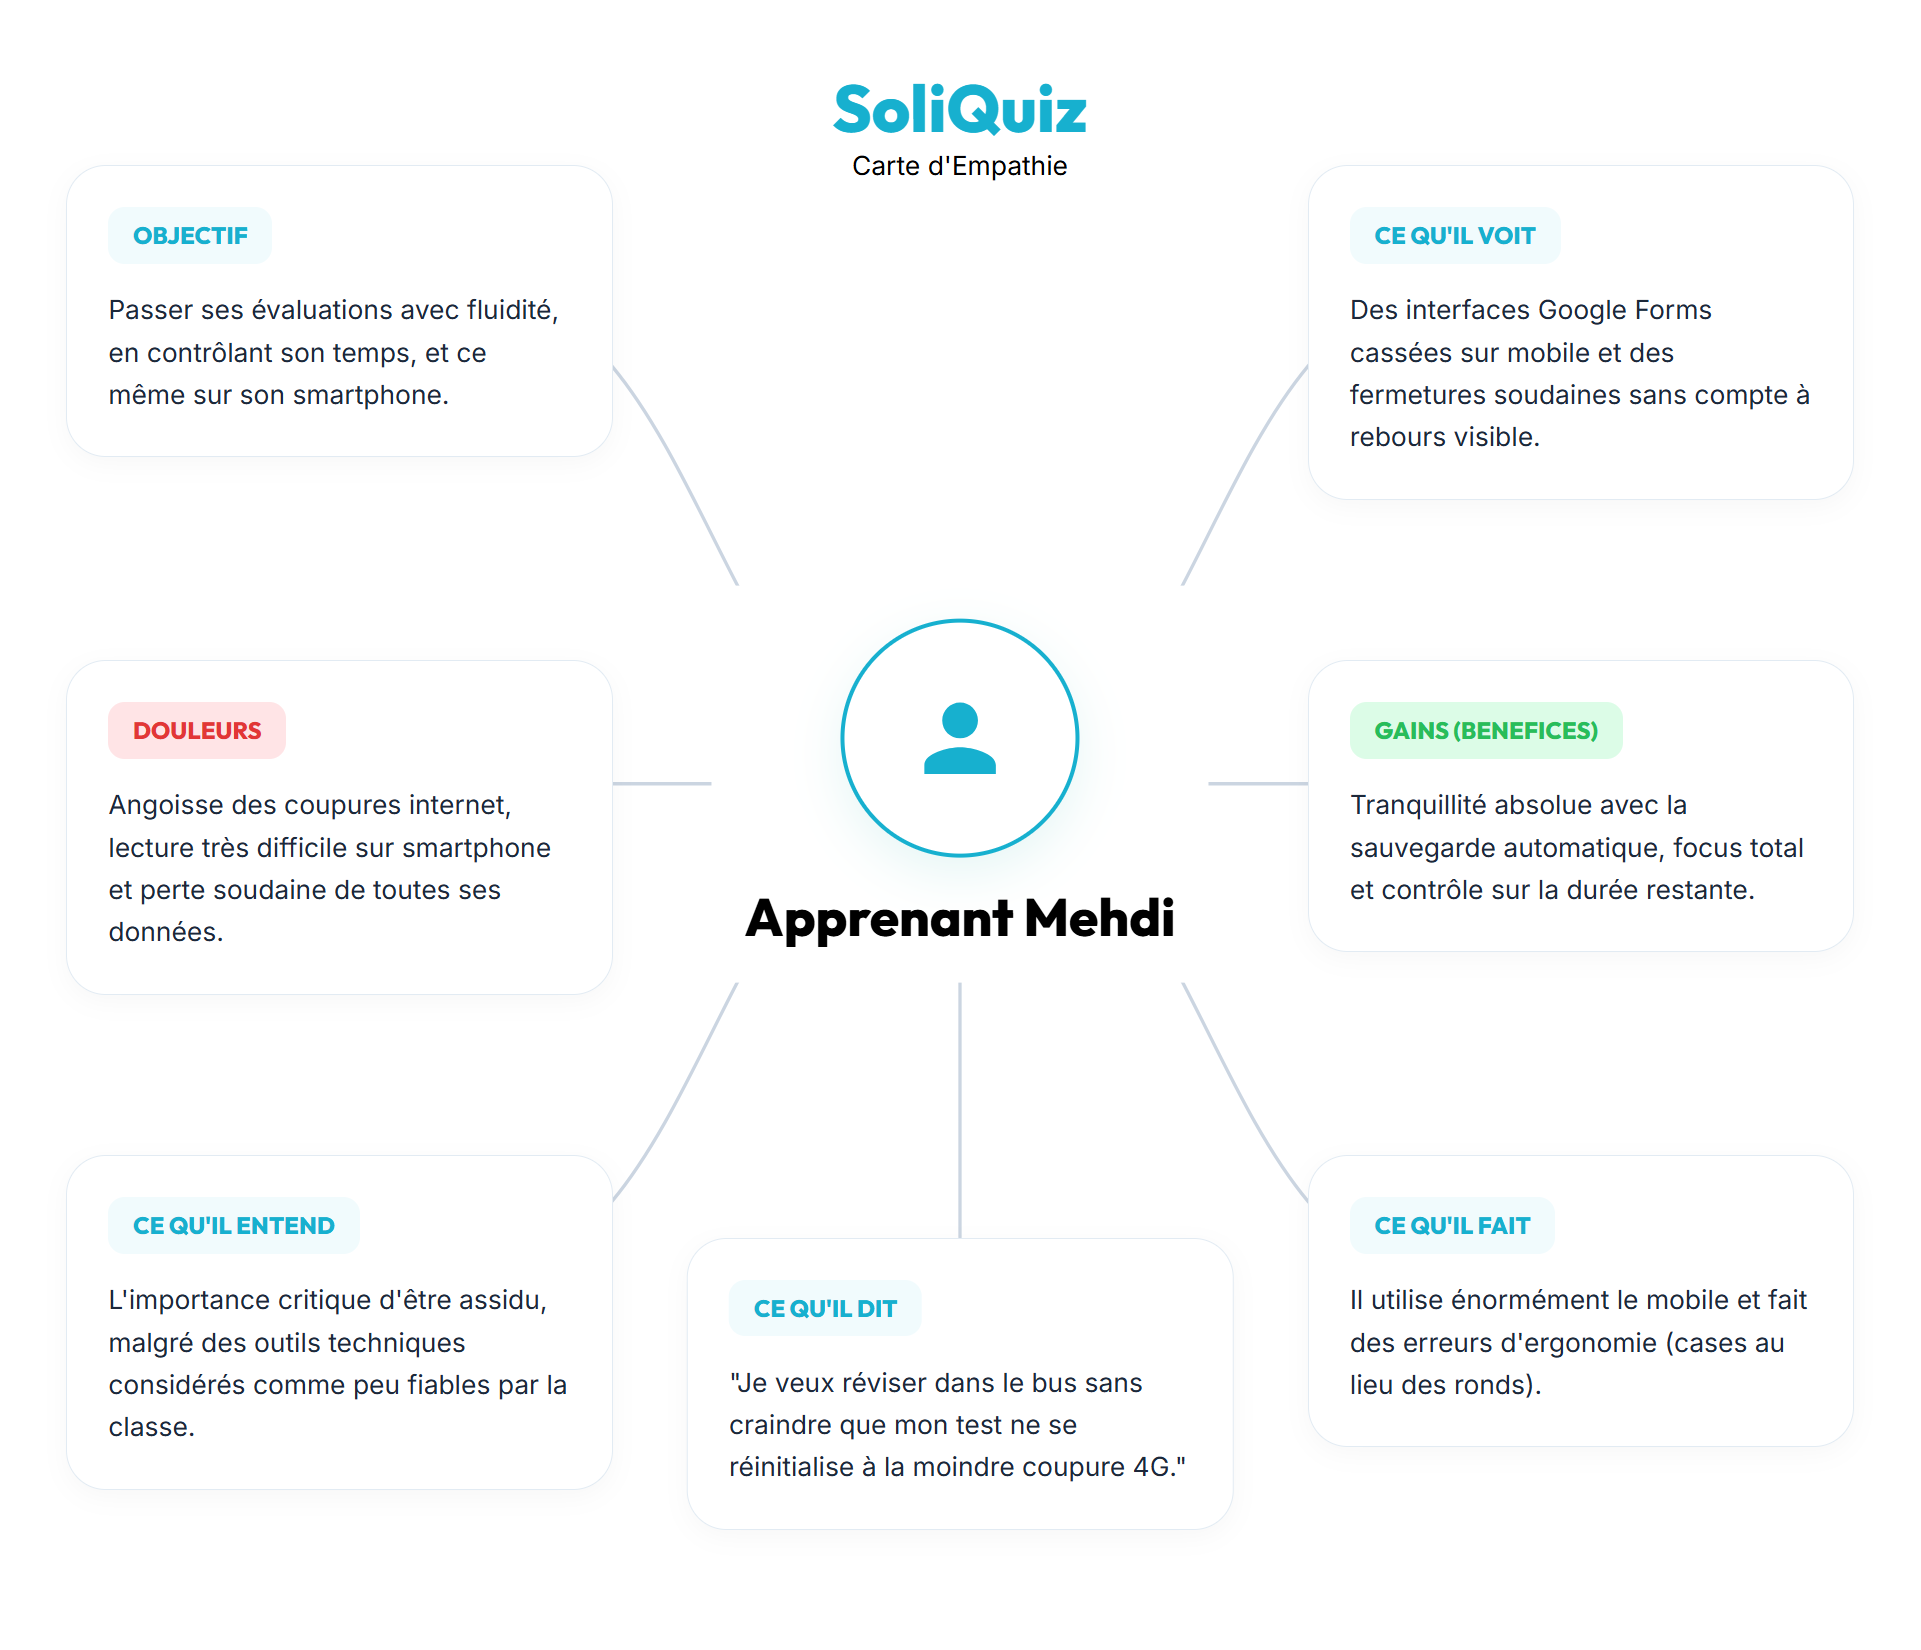 SoliQuiz
Carte d'Empathie
OBJECTIF
Passer ses évaluations avec fluidité,
en contrôlant son temps, et ce
même sur son smartphone.
CE QU'IL VOIT
Des interfaces Google Forms
cassées sur mobile et des
fermetures soudaines sans compte à
rebours visible.
DOULEURS
Angoisse des coupures internet,
lecture très difficile sur smartphone
et perte soudaine de toutes ses
données.
Apprenant Mehdi
GAINS (BENEFICES)
Tranquillité absolue avec la
sauvegarde automatique, focus total
et contrôle sur la durée restante.
CE QU'IL ENTEND
L'importance critique d'être assidu,
malgré des outils techniques
considérés comme peu fiables par la
classe.
CE QU'IL DIT
"Je veux réviser dans le bus sans
craindre que mon test ne se
réinitialise à la moindre coupure 4G."
CE QU'IL FAIT
Il utilise énormément le mobile et fait
des erreurs d'ergonomie (cases au
lieu des ronds).